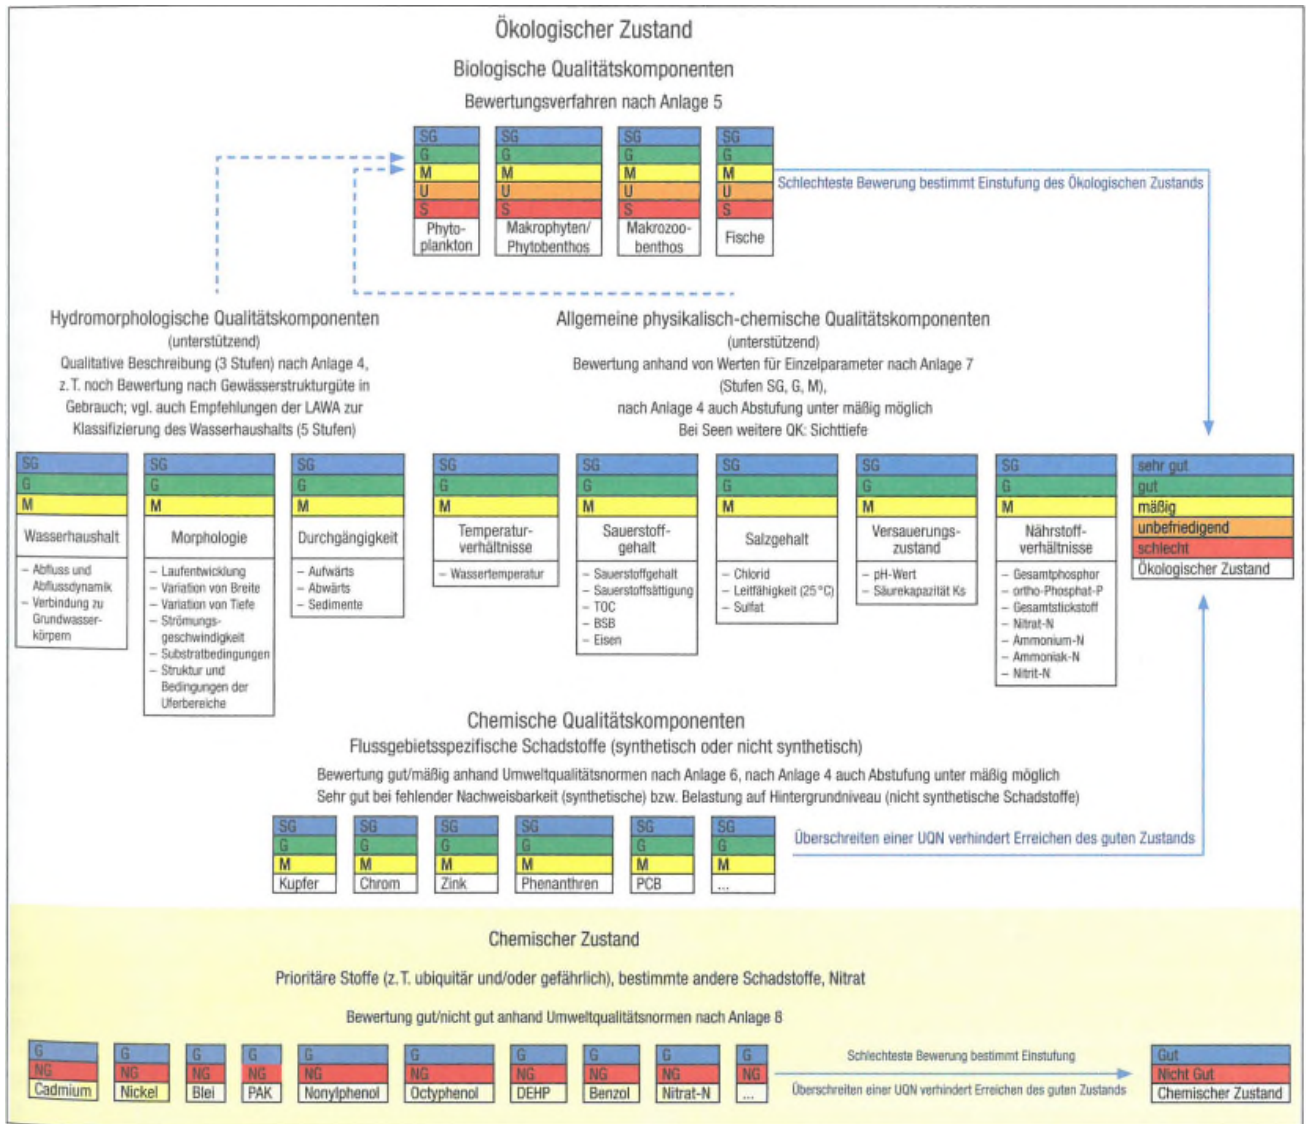 Ökologischer Zustand
Biologische Qualitätskomponenten
Bewertungsverfahren nach Anlage 5
SG
G
M
U
S
Phyto-
plankton
SG
G
M
U
S
Makrophyten/
Phytobenthos
SG
G
M
U
S
Makrozoo-
benthos
SG
G
M
U
S
Fische
Schlechteste Bewerung bestimmt Einstufung des Ökologischen Zustands
Hydromorphologische Qualitätskomponenten
(unterstützend)
Qualitative Beschreibung (3 Stufen) nach Anlage 4,
z.T. noch Bewertung nach Gewässerstrukturgüte in
Gebrauch; vgl. auch Empfehlungen der LAWA zur
Klassifizierung des Wasserhaushalts (5 Stufen)
Allgemeine physikalisch-chemische Qualitätskomponenten
(unterstützend)
Bewertung anhand von Werten für Einzelparameter nach Anlage 7
(Stufen SG, G, M),
nach Anlage 4 auch Abstufung unter mäßig möglich
Bei Seen weitere QK: Sichttiefe
SG
G
M
Wasserhaushalt
– Abfluss und
Abflussdynamik
– Verbindung zu
Grundwasser-
körpern
SG
G
M
Morphologie
– Laufentwicklung
– Variation von Breite
– Variation von Tiefe
– Strömungs-
geschwindigkeit
– Substratbedingungen
– Struktur und
Bedingungen der
Uferbereiche
SG
G
M
Durchgängigkeit
– Aufwärts
– Abwärts
– Sedimente
SG
G
M
Temperatur-
verhältnisse
– Wassertemperatur
SG
G
M
Sauerstoff-
gehalt
– Sauerstoffgehalt
– Sauerstoffsättigung
– TOC
– BSB
– Eisen
SG
G
M
Salzgehalt
– Chlorid
– Leitfähigkeit (25 °C)
– Sulfat
SG
G
M
Versauerungs-
zustand
– pH-Wert
– Säurekapazität Ks
SG
G
M
Nährstoff-
verhältnisse
– Gesamtphosphor
– ortho-Phosphat-P
– Gesamtstickstoff
– Nitrat-N
– Ammonium-N
– Ammoniak-N
– Nitrit-N
sehr gut
gut
mäßig
unbefriedigend
schlecht
Ökologischer Zustand
Chemische Qualitätskomponenten
Flussgebietsspezifische Schadstoffe (synthetisch oder nicht synthetisch)
Bewertung gut/mäßig anhand Umweltqualitätsnormen nach Anlage 6, nach Anlage 4 auch Abstufung unter mäßig möglich
Sehr gut bei fehlender Nachweisbarkeit (synthetische) bzw. Belastung auf Hintergrundniveau (nicht synthetische Schadstoffe)
SG
G
M
Kupfer
SG
G
M
Chrom
SG
G
M
Zink
SG
G
M
Phenanthren
SG
G
M
PCB
SG
G
M
...
Überschreiten einer UQN verhindert Erreichen des guten Zustands
Chemischer Zustand
Prioritäre Stoffe (z.T. ubiquitär und/oder gefährlich), bestimmte andere Schadstoffe, Nitrat
Bewertung gut/nicht gut anhand Umweltqualitätsnormen nach Anlage 8
G
NG
Cadmium
G
NG
Nickel
G
NG
Blei
G
NG
PAK
G
NG
Nonylphenol
G
NG
Octyphenol
G
NG
DEHP
G
NG
Benzol
G
NG
Nitrat-N
G
NG
...
Schlechteste Bewerung bestimmt Einstufung
Überschreiten einer UQN verhindert Erreichen des guten Zustands
Gut
Nicht Gut
Chemischer Zustand